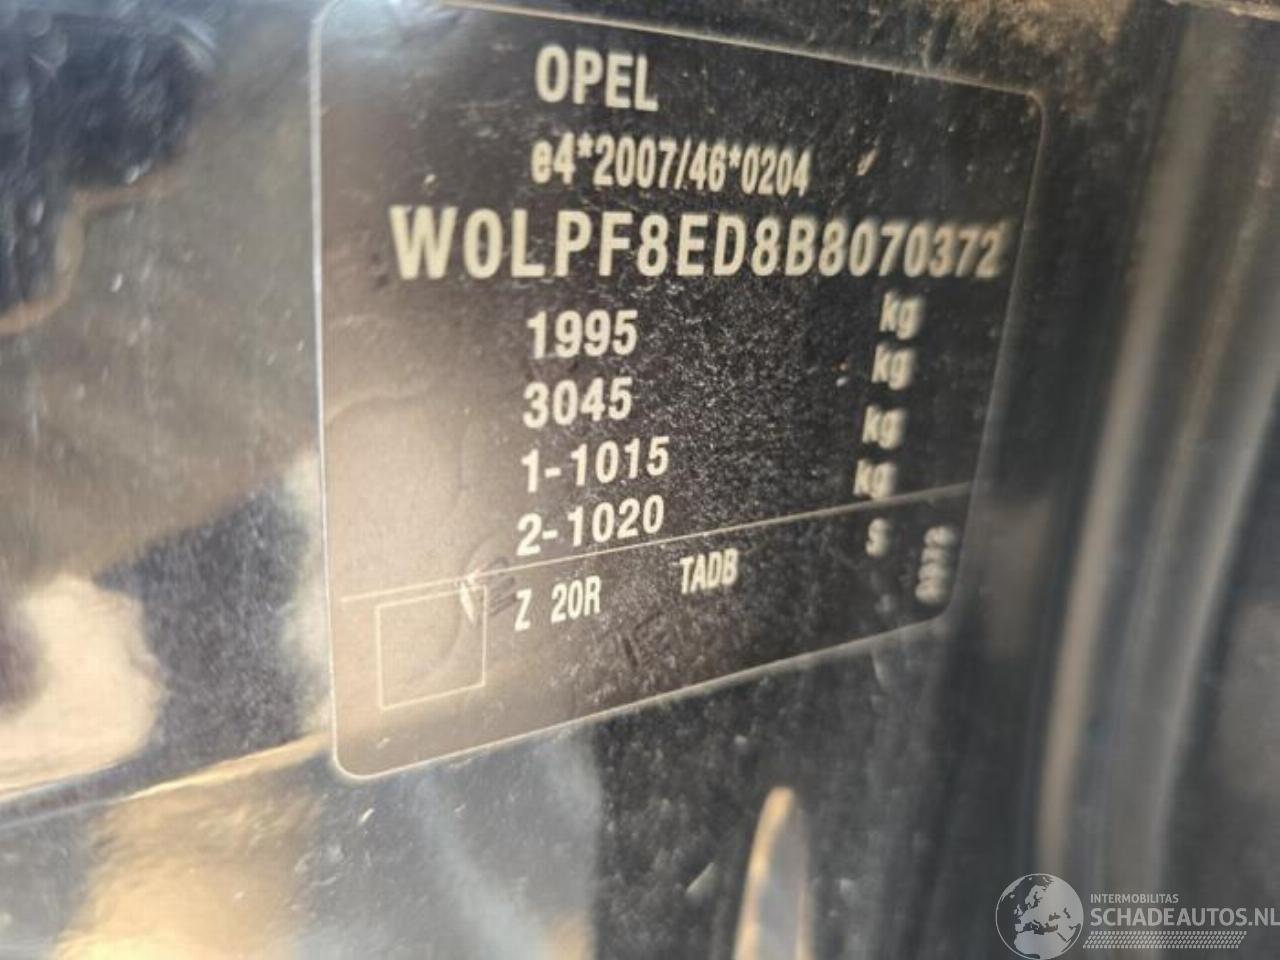 OPEL
e4*2007/46*0204
W0LPF8ED8B8070372
1995 kg
3045 kg
1-1015 kg
2-1020 kg
Z 20R TADB S
INTERMOBILITAS
SCHADEAUTOS.NL